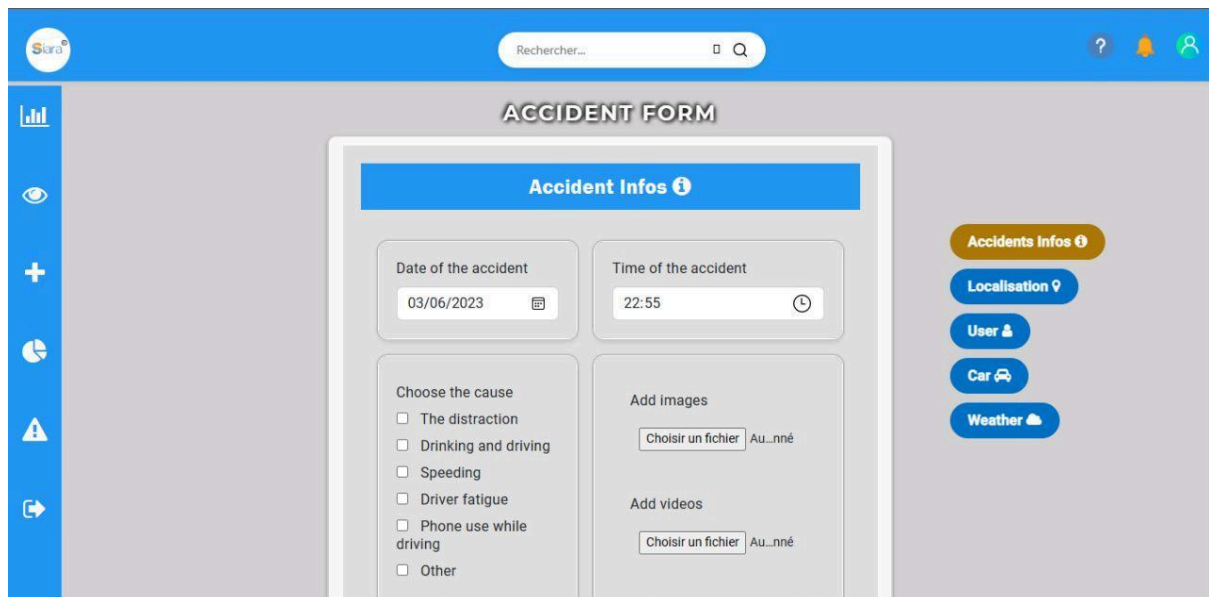 Siara©
Rechercher...
?
ACCIDENT FORM
Accident Infos
Date of the accident
03/06/2023
Time of the accident
22:55
Choose the cause
The distraction
Drinking and driving
Speeding
Driver fatigue
Phone use while
driving
Other
Add images
Choisir un fichier Au...nné
Add videos
Choisir un fichier Au...nné
Accidents Infos
Localisation
User
Car
Weather